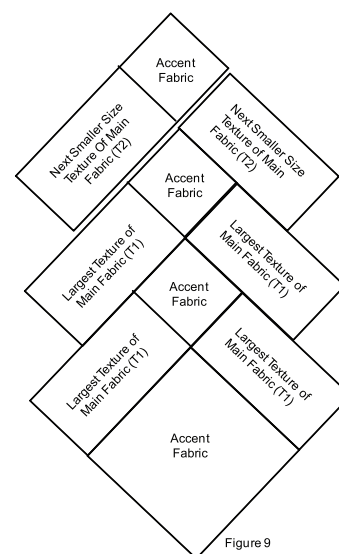 Accent
Fabric
Next Smaller Size
Texture Of Main
Fabric (T2)
Next Smaller Size
Texture of Main
Fabric (T2)
Accent
Fabric
Largest Texture of
Main Fabric (T1)
Largest Texture of
Main Fabric (T1)
Accent
Fabric
Largest Texture of
Main Fabric (T1)
Largest Texture of
Main Fabric (T1)
Accent
Fabric
Figure 9